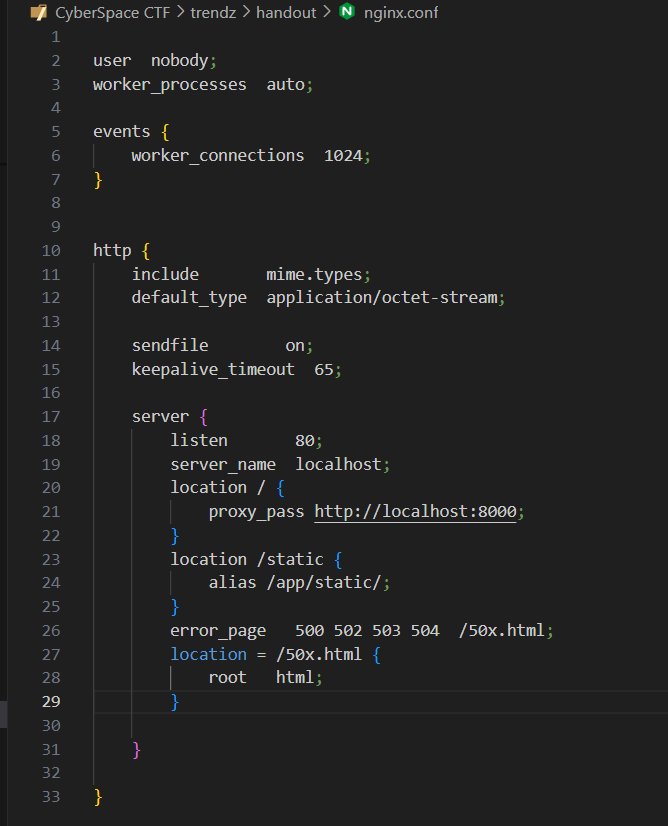 CyberSpace CTF > trendz > handout > nginx.conf
1
2 user  nobody;
3 worker_processes  auto;
4
5 events {
6     worker_connections  1024;
7 }
8
9
10 http {
11     include       mime.types;
12     default_type  application/octet-stream;
13
14     sendfile        on;
15     keepalive_timeout  65;
16
17     server {
18         listen       80;
19         server_name  localhost;
20         location / {
21             proxy_pass http://localhost:8000;
22         }
23         location /static {
24             alias /app/static/;
25         }
26         error_page   500 502 503 504  /50x.html;
27         location = /50x.html {
28             root   html;
29         }
30
31     }
32
33 }